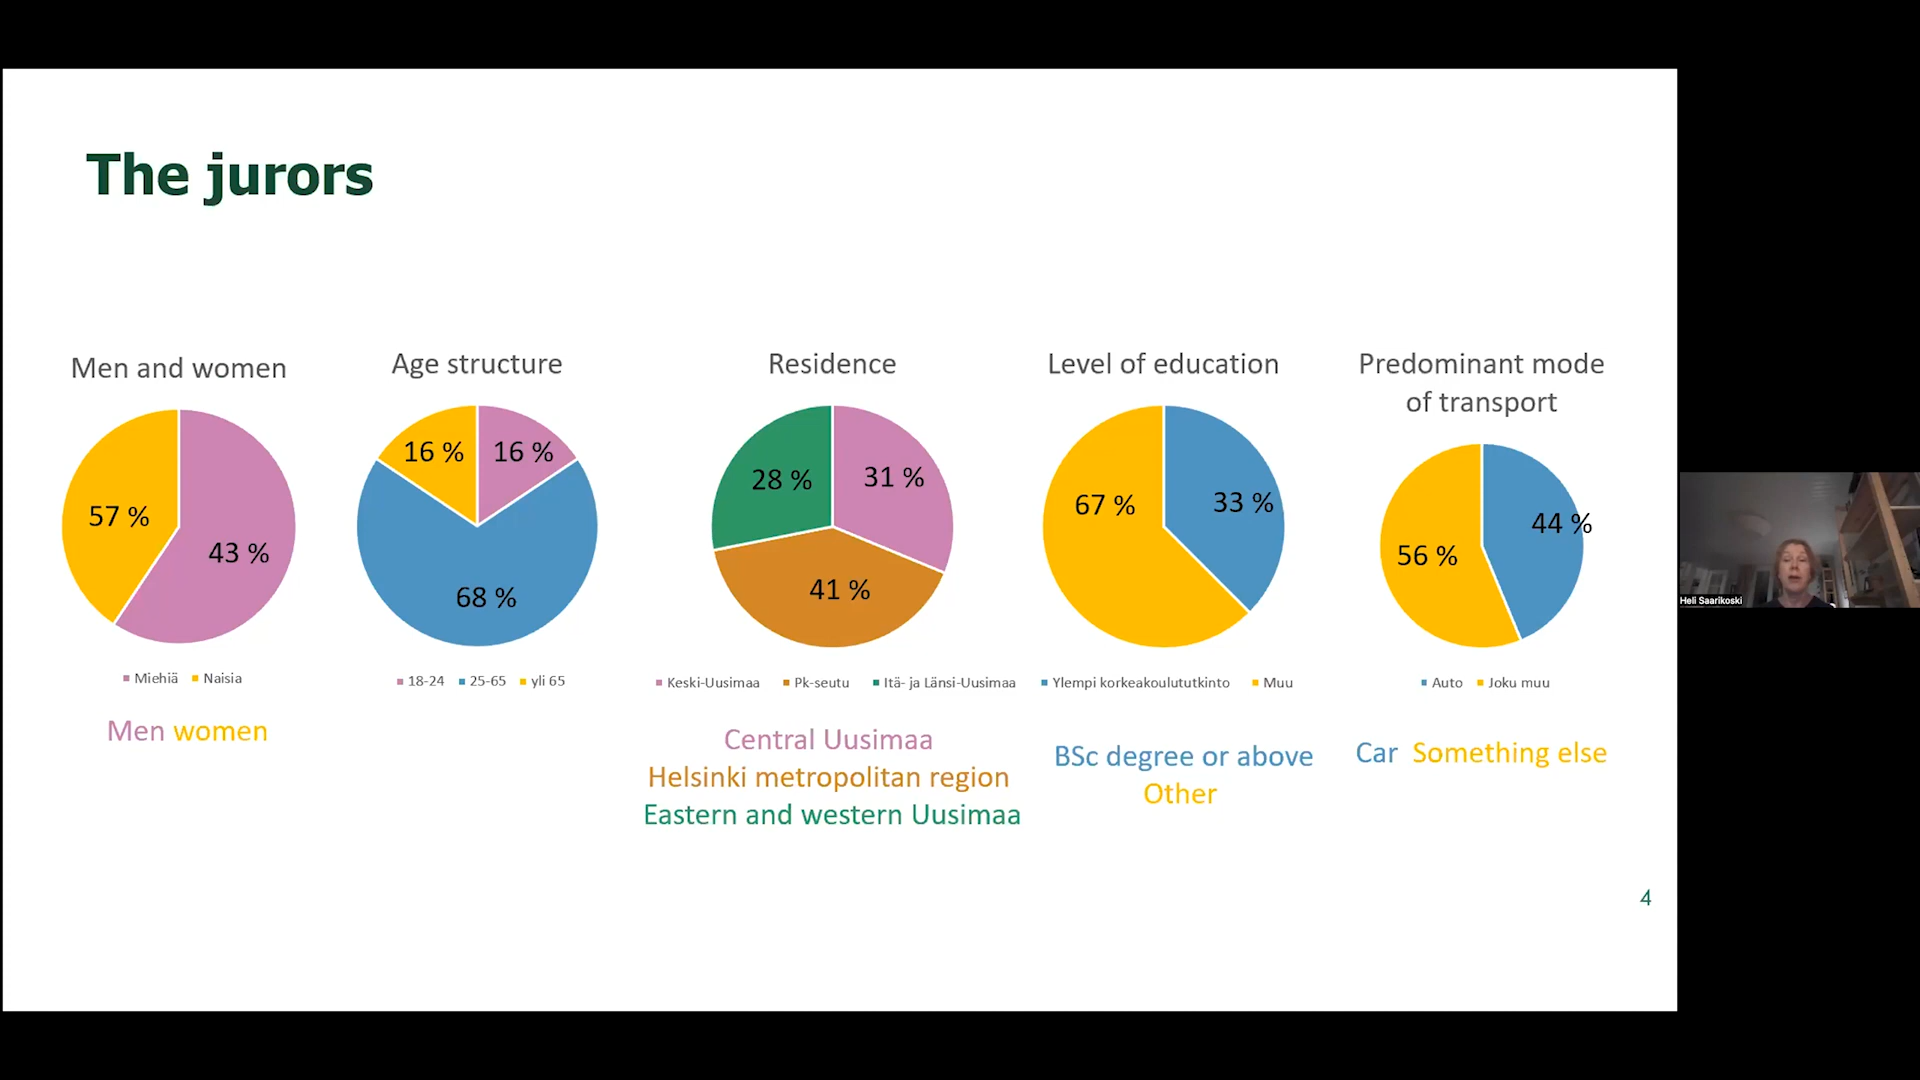 The jurors
Men and women
57 %
43 %
Miehiä Naisia
Men women
Age structure
16 % 16 %
68 %
18-24 25-65 yli 65
Residence
28 % 31 %
41 %
Keski-Uusimaa Pk-seutu Itä- ja Länsi-Uusimaa
Central Uusimaa
Helsinki metropolitan region
Eastern and western Uusimaa
Level of education
67 % 33 %
Ylempi korkeakoulututkinto Muu
BSc degree or above
Other
Predominant mode
of transport
44 %
56 %
Auto Joku muu
Car Something else
4
Heli Saarikoski